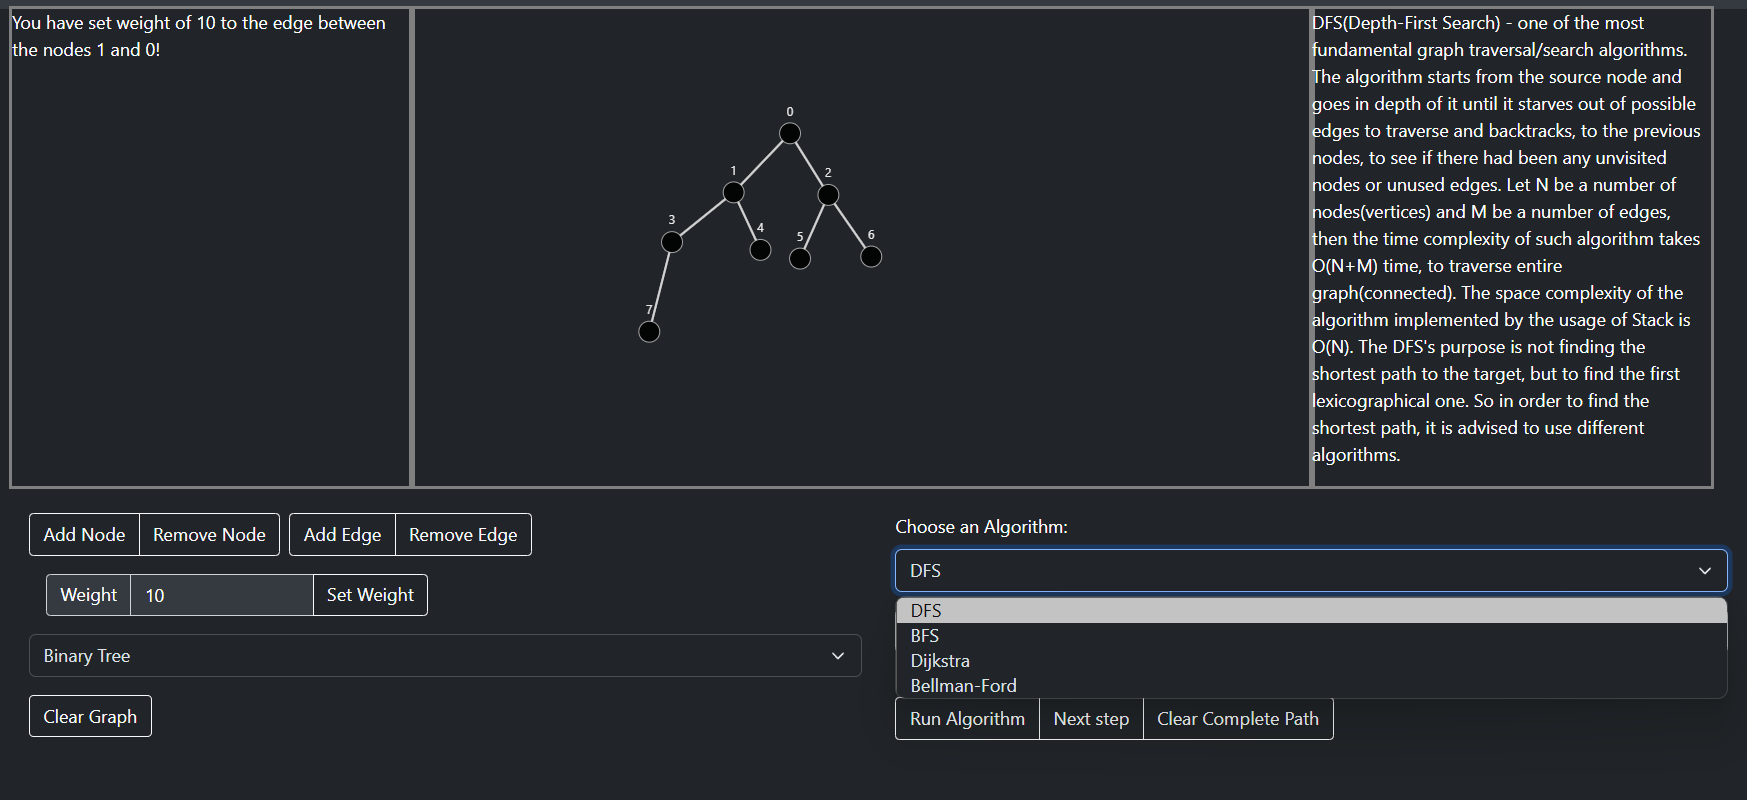 You have set weight of 10 to the edge between
the nodes 1 and 0!
0
1
2
3
4
5
6
7
DFS(Depth-First Search) - one of the most
fundamental graph traversal/search algorithms.
The algorithm starts from the source node and
goes in depth of it until it starves out of possible
edges to traverse and backtracks, to the previous
nodes, to see if there had been any unvisited
nodes or unused edges. Let N be a number of
nodes(vertices) and M be a number of edges,
then the time complexity of such algorithm takes
O(N+M) time, to traverse entire
graph(connected). The space complexity of the
algorithm implemented by the usage of Stack is
O(N). The DFS's purpose is not finding the
shortest path to the target, but to find the first
lexicographical one. So in order to find the
shortest path, it is advised to use different
algorithms.
Add Node
Remove Node
Add Edge
Remove Edge
Weight
10
Set Weight
Binary Tree
Clear Graph
Choose an Algorithm:
DFS
DFS
BFS
Dijkstra
Bellman-Ford
Run Algorithm
Next step
Clear Complete Path